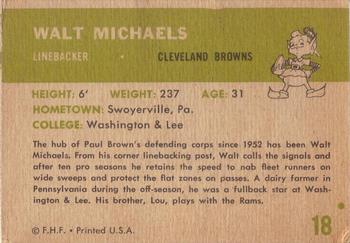 WALT MICHAELS
LINEBACKER • CLEVELAND BROWNS
HEIGHT: 6' WEIGHT: 237 AGE: 31
HOMETOWN: Swoyerville, Pa.
COLLEGE: Washington & Lee
The hub of Paul Brown's defending corps since 1952 has been Walt
Michaels. From his corner linebacking post, Walt calls the signals and
after ten pro seasons he retains the speed to nab fleet runners on
wide sweeps and protect the flat zones on passes. A dairy farmer in
Pennsylvania during the off-season, he was a fullback star at Wash-
ington & Lee. His brother, Lou, plays with the Rams.
© F.H.F. • Printed U.S.A.
18